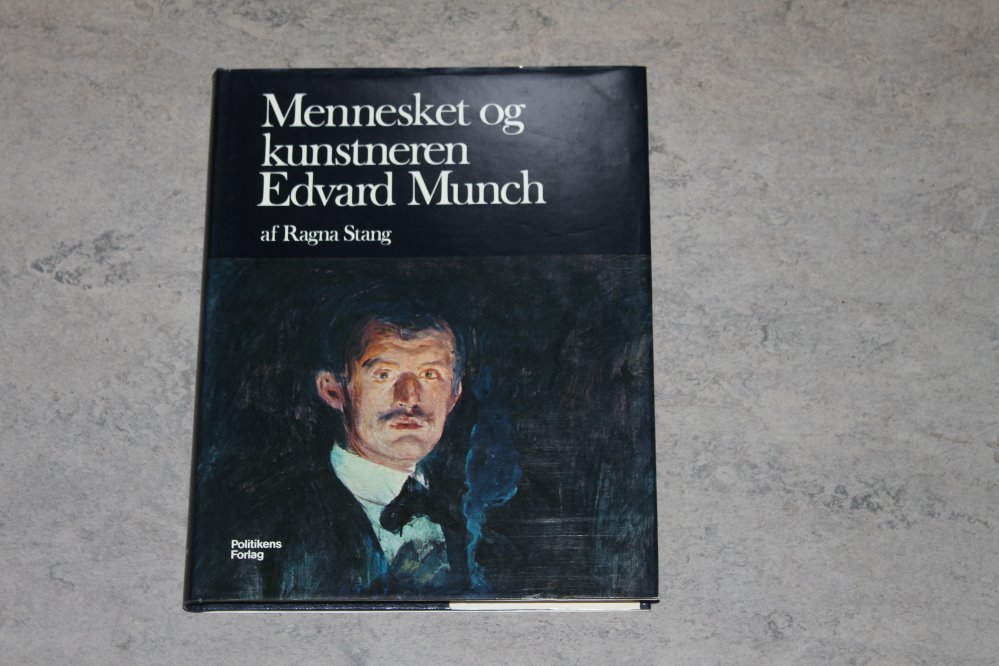 Mennesket og
kunstneren
Edvard Munch
af Ragna Stang
Politikens
Forlag